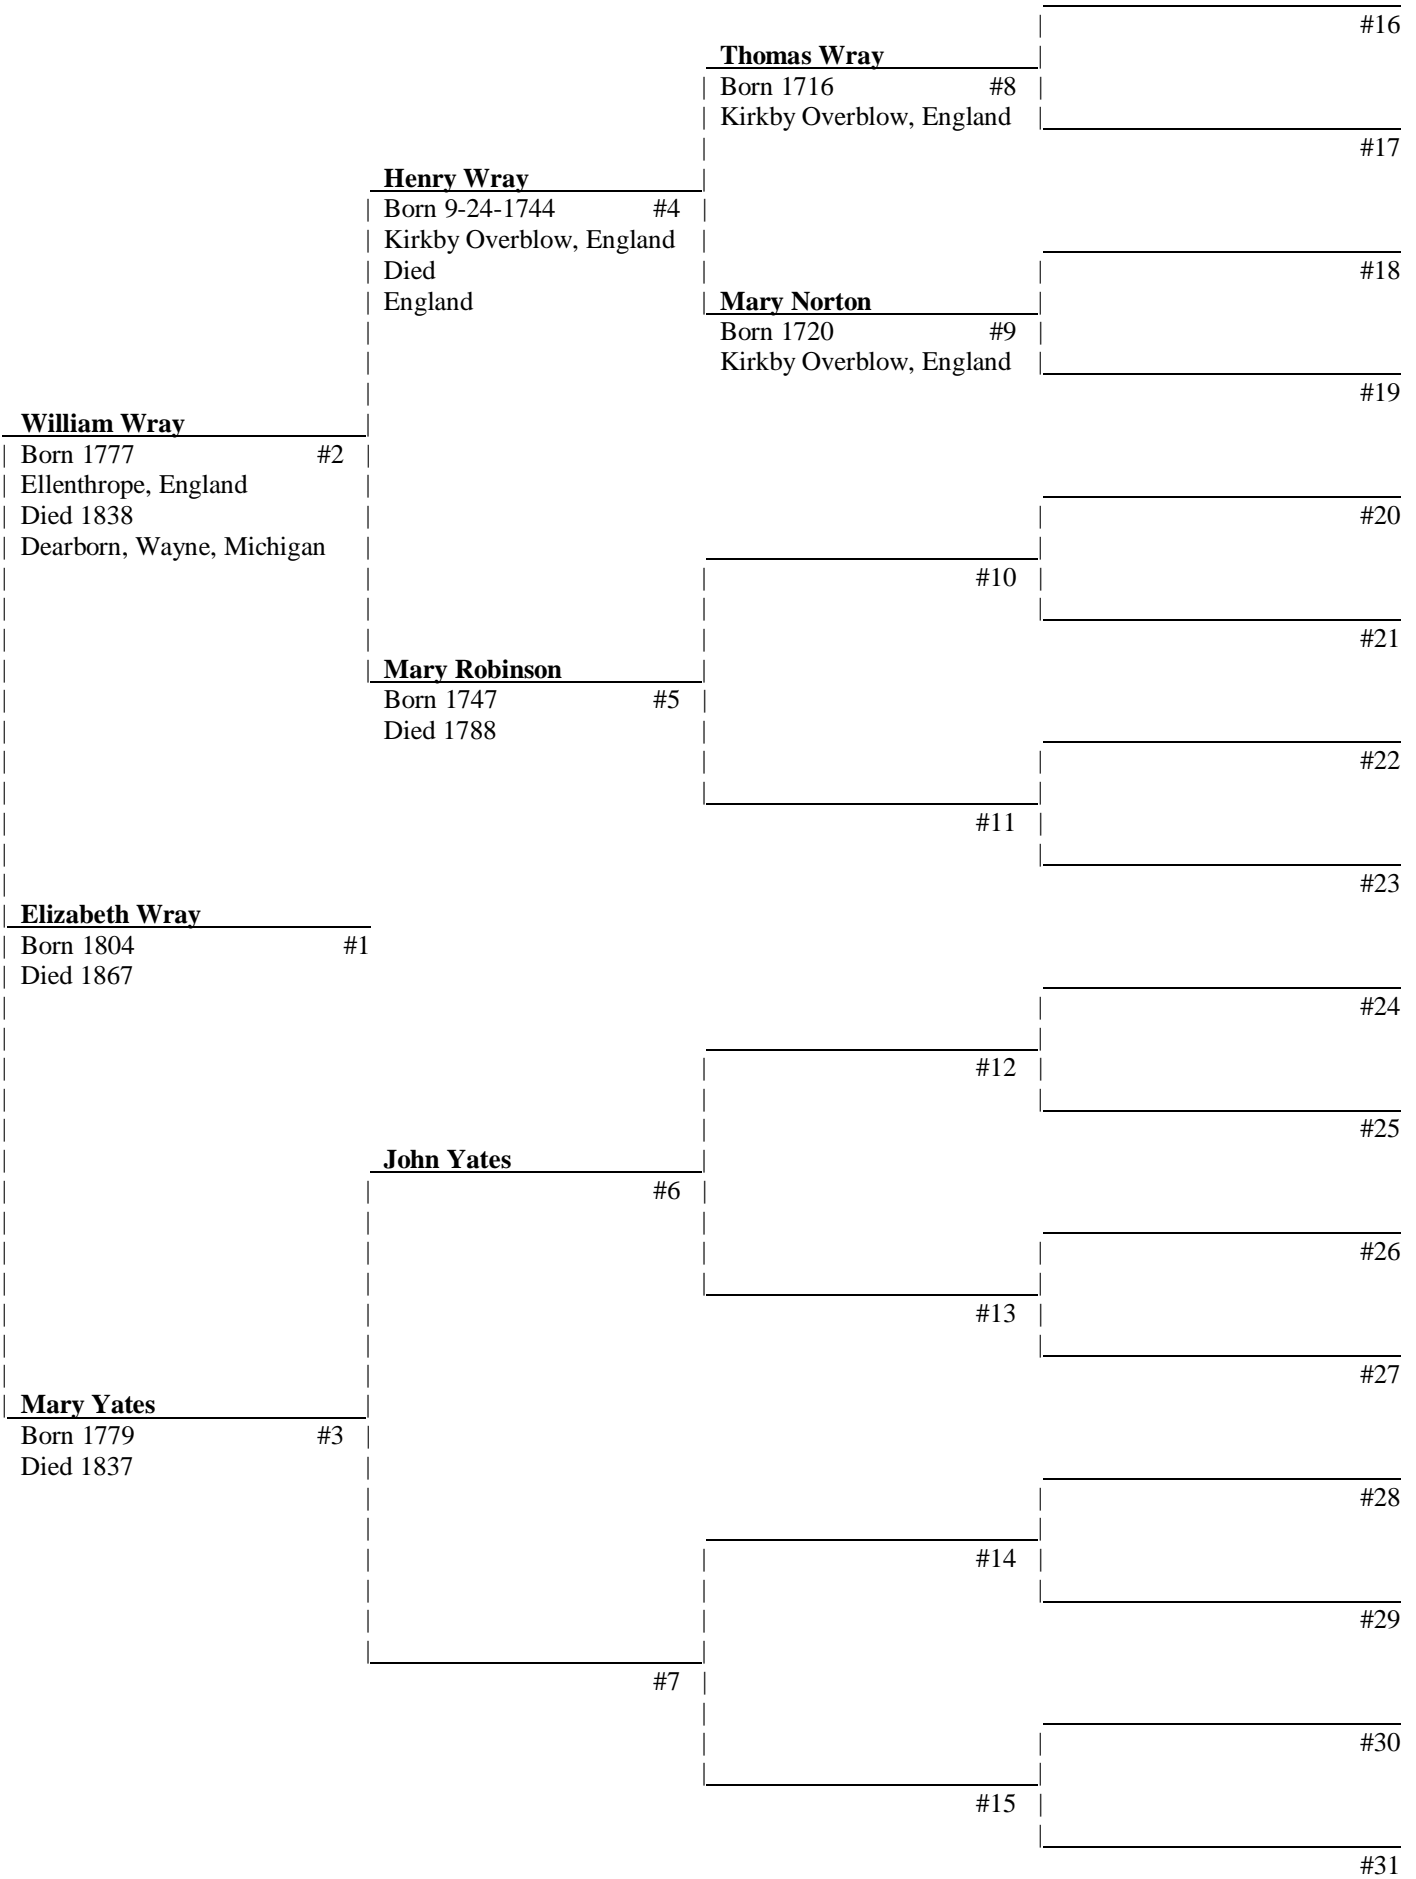 #16
Thomas Wray
Born 1716 #8
Kirkby Overblow, England
#17
Henry Wray
Born 9-24-1744 #4
Kirkby Overblow, England
Died
England
#18
Mary Norton
Born 1720 #9
Kirkby Overblow, England
#19
William Wray
Born 1777 #2
Ellenthrope, England
Died 1838
Dearborn, Wayne, Michigan
#20
#10
#21
Mary Robinson
Born 1747 #5
Died 1788
#22
#11
#23
Elizabeth Wray
Born 1804 #1
Died 1867
#24
#12
#25
John Yates
#6
#26
#13
#27
Mary Yates
Born 1779 #3
Died 1837
#28
#14
#29
#7
#30
#15
#31